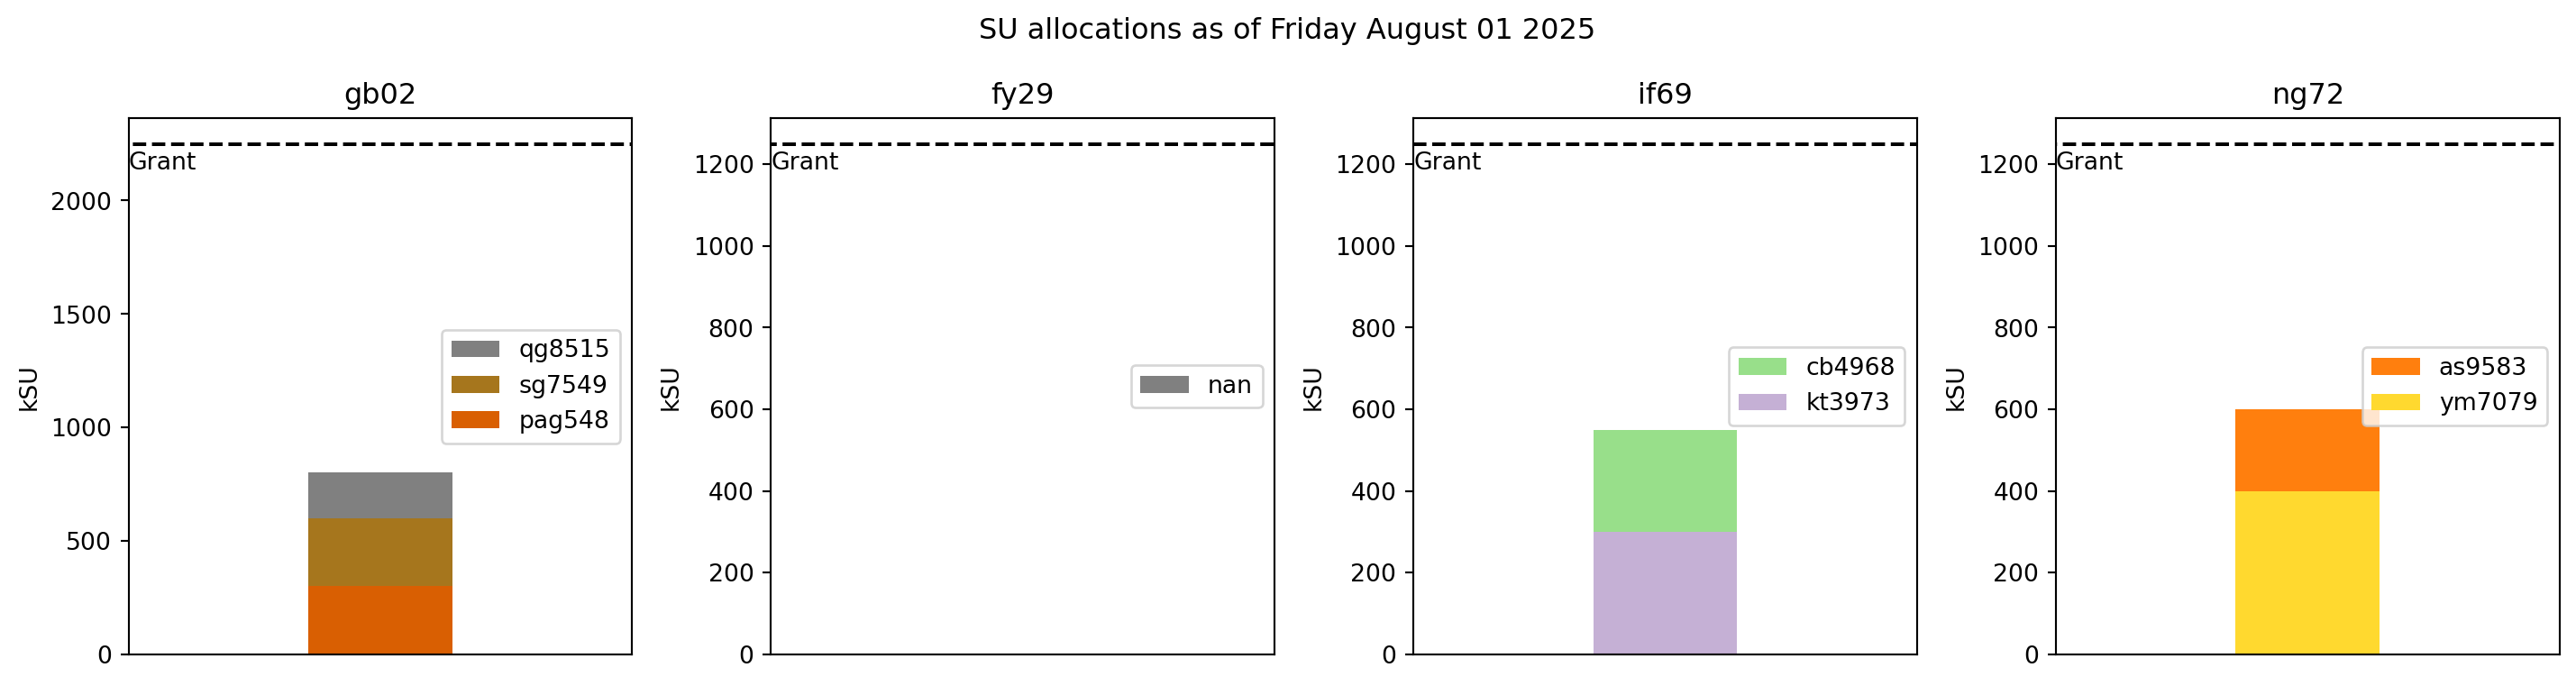 SU allocations as of Friday August 01 2025
gb02
Grant
2000
1500
1000
500
0
kSU
qg8515
sg7549
pag548
fy29
Grant
1200
1000
800
600
400
200
0
kSU
nan
if69
Grant
1200
1000
800
600
400
200
0
kSU
cb4968
kt3973
ng72
Grant
1200
1000
800
600
400
200
0
kSU
as9583
ym7079